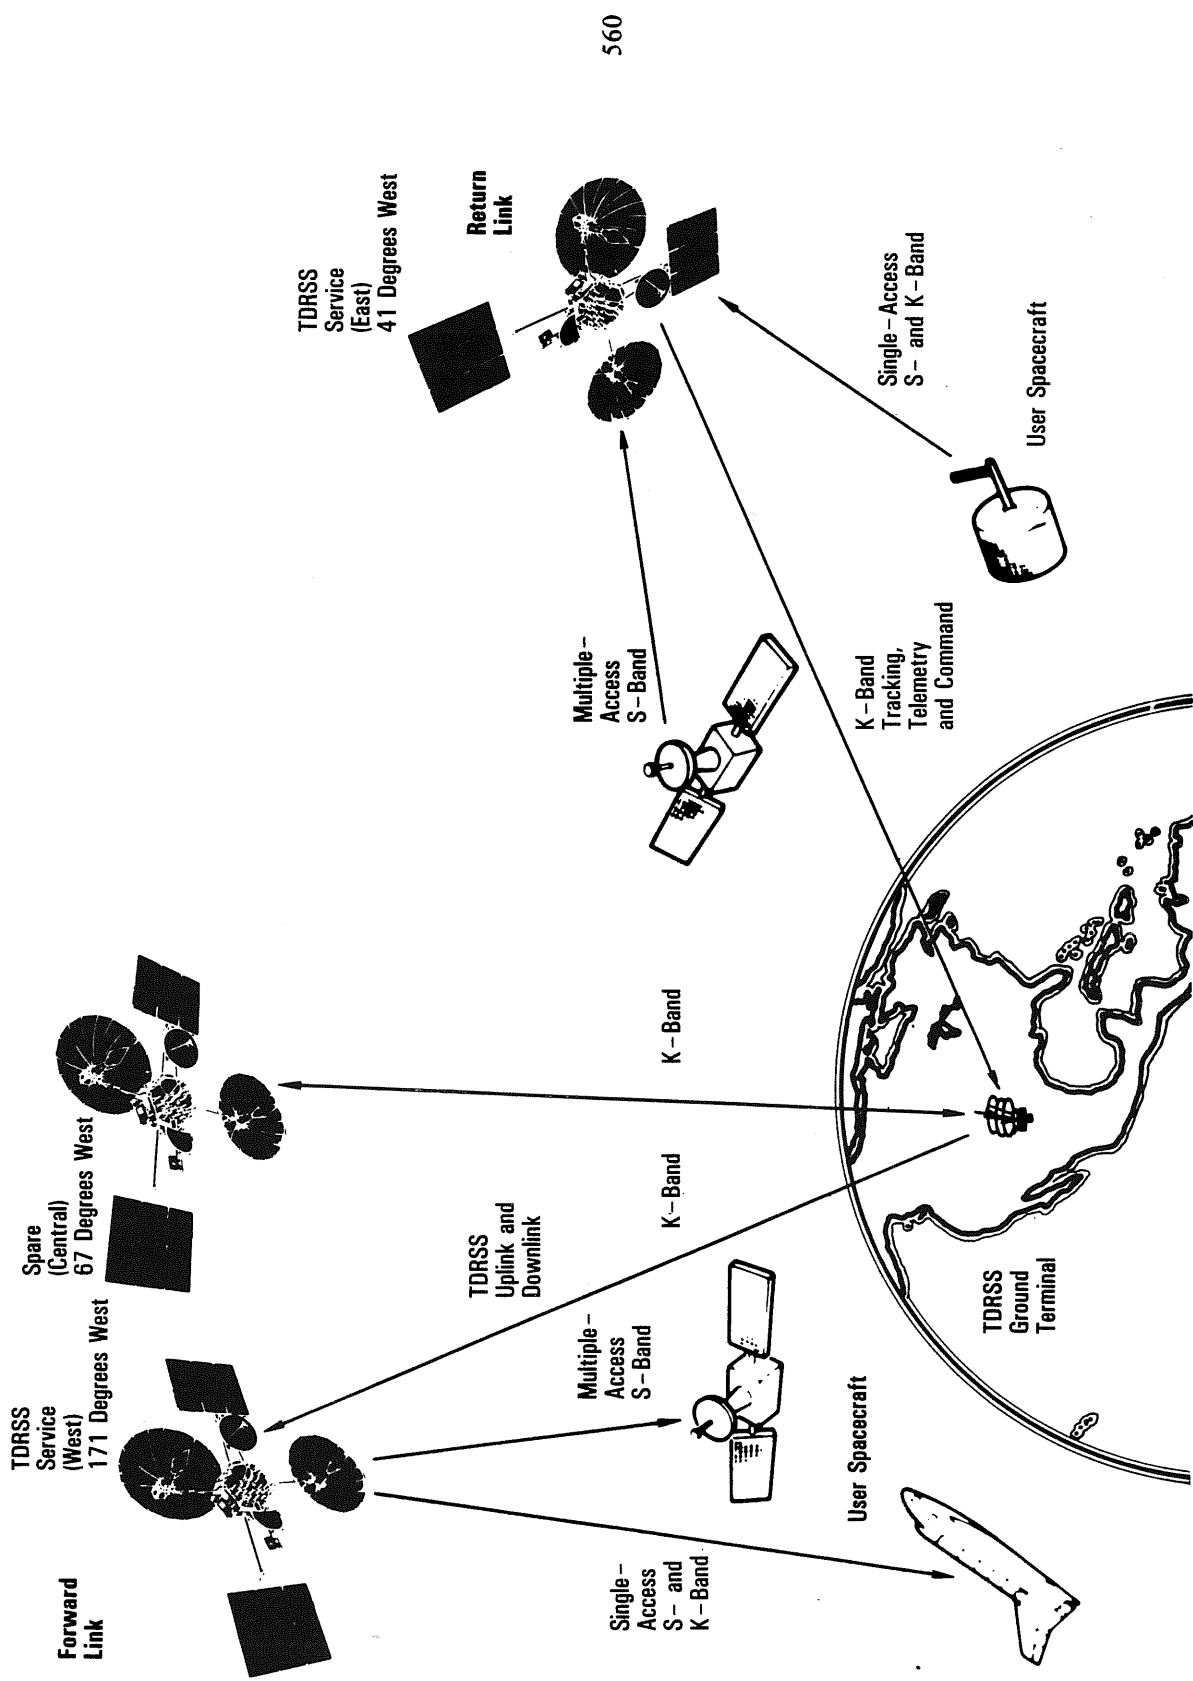 560
Forward
Link
TDRSS
Service
(West)
171 Degrees West
Spare
(Central)
67 Degrees West
TDRSS
Service
(East)
41 Degrees West
Return
Link
TDRSS
Uplink and
Downlink
K-Band
K-Band
Multiple-
Access
S-Band
Single-
Access
S- and
K-Band
Multiple-
Access
S-Band
Single-Access
S- and K-Band
User Spacecraft
K-Band
Tracking,
Telemetry
and Command
User Spacecraft
TDRSS
Ground
Terminal